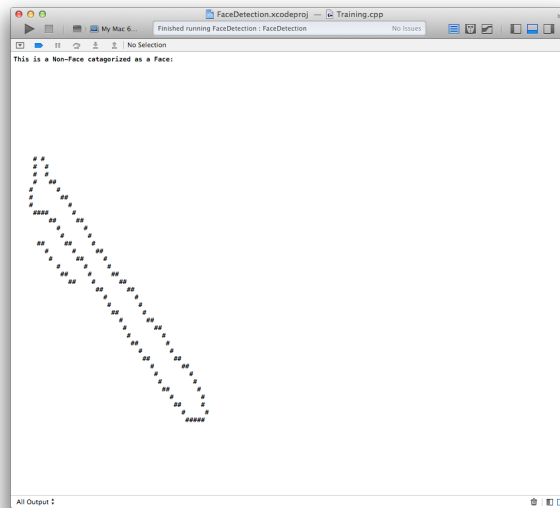 FaceDetection.xcodeproj — Training.cpp
My Mac 6...
Finished running FaceDetection : FaceDetection
No Issues
No Selection
This is a Non-Face catagorized as a Face:
All Output